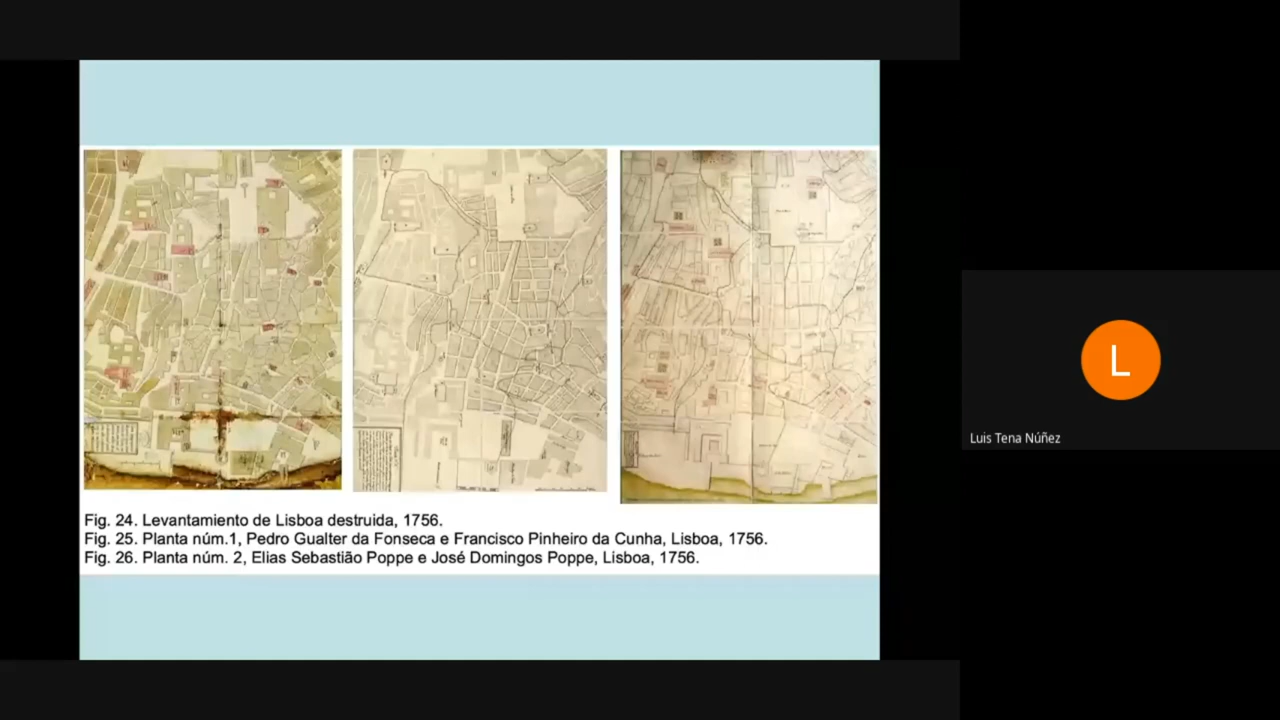 Fig. 24. Levantamiento de Lisboa destruida, 1756.
Fig. 25. Planta núm.1, Pedro Gualter da Fonseca e Francisco Pinheiro da Cunha, Lisboa, 1756.
Fig. 26. Planta núm. 2, Elias Sebastião Poppe e José Domingos Poppe, Lisboa, 1756.
L
Luis Tena Núñez